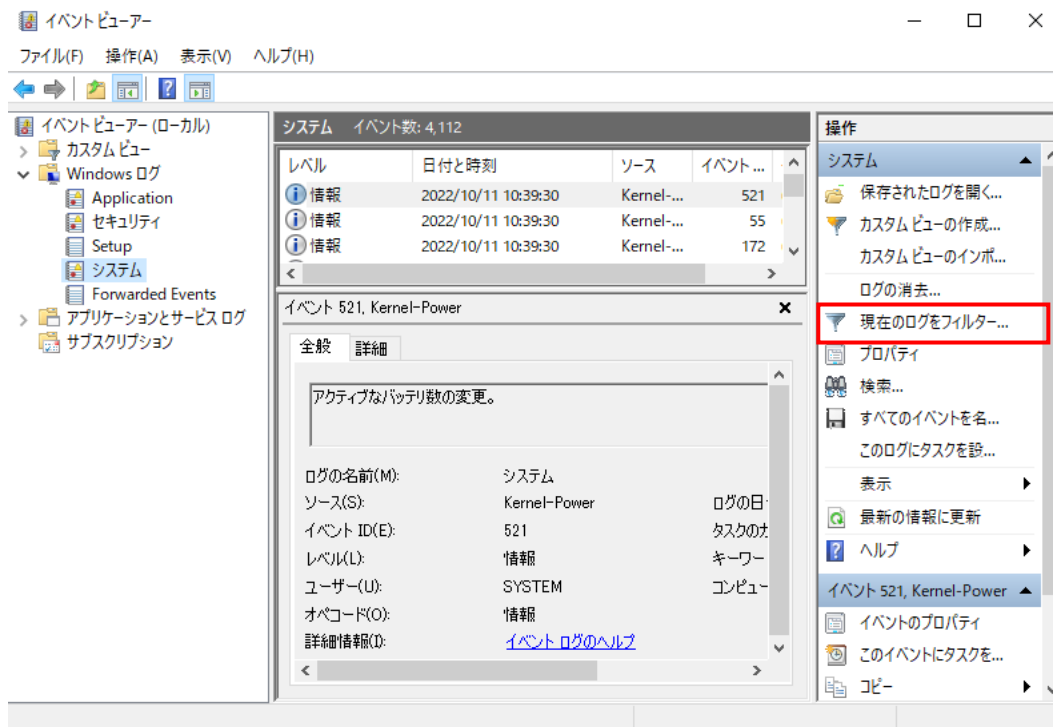 イベント ビューアー
ファイル(F) 操作(A) 表示(V) ヘルプ(H)
イベント ビューアー (ローカル)
カスタム ビュー
Windows ログ
Application
セキュリティ
Setup
システム
Forwarded Events
アプリケーションとサービス ログ
サブスクリプション
システム イベント数: 4,112
レベル 日付と時刻 ソース イベント...
情報 2022/10/11 10:39:30 Kernel-... 521
情報 2022/10/11 10:39:30 Kernel-... 55
情報 2022/10/11 10:39:30 Kernel-... 172
イベント 521, Kernel-Power
全般 詳細
アクティブなバッテリ数の変更。
ログの名前(M): システム
ソース(S): Kernel-Power ログの日
イベント ID(E): 521 タスクの
レベル(L): 情報 キーワー
ユーザー(U): SYSTEM コンピュー
オペコード(O): 情報
詳細情報(I): イベント ログのヘルプ
操作
システム
保存されたログを開く...
カスタム ビューの作成...
カスタム ビューのインポ...
ログの消去...
現在のログをフィルター...
プロパティ
検索...
すべてのイベントを名...
このログにタスクを設...
表示
最新の情報に更新
ヘルプ
イベント 521, Kernel-Power
イベントのプロパティ
このイベントにタスクを...
コピー